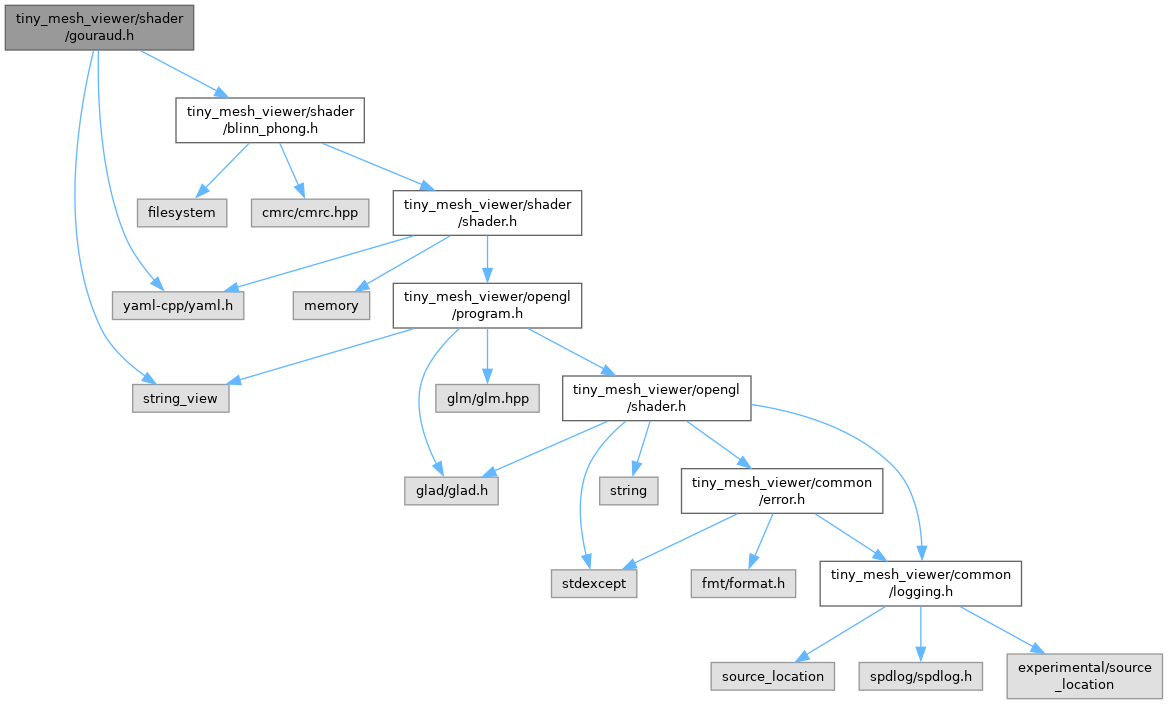 tiny_mesh_viewer/shader
/gouraud.h
tiny_mesh_viewer/shader
/blinn_phong.h
filesystem
cmrc/cmrc.hpp
tiny_mesh_viewer/shader
/shader.h
yaml-cpp/yaml.h
memory
tiny_mesh_viewer/opengl
/program.h
string_view
glm/glm.hpp
tiny_mesh_viewer/opengl
/shader.h
glad/glad.h
string
tiny_mesh_viewer/common
/error.h
stdexcept
fmt/format.h
tiny_mesh_viewer/common
/logging.h
source_location
spdlog/spdlog.h
experimental/source
_location